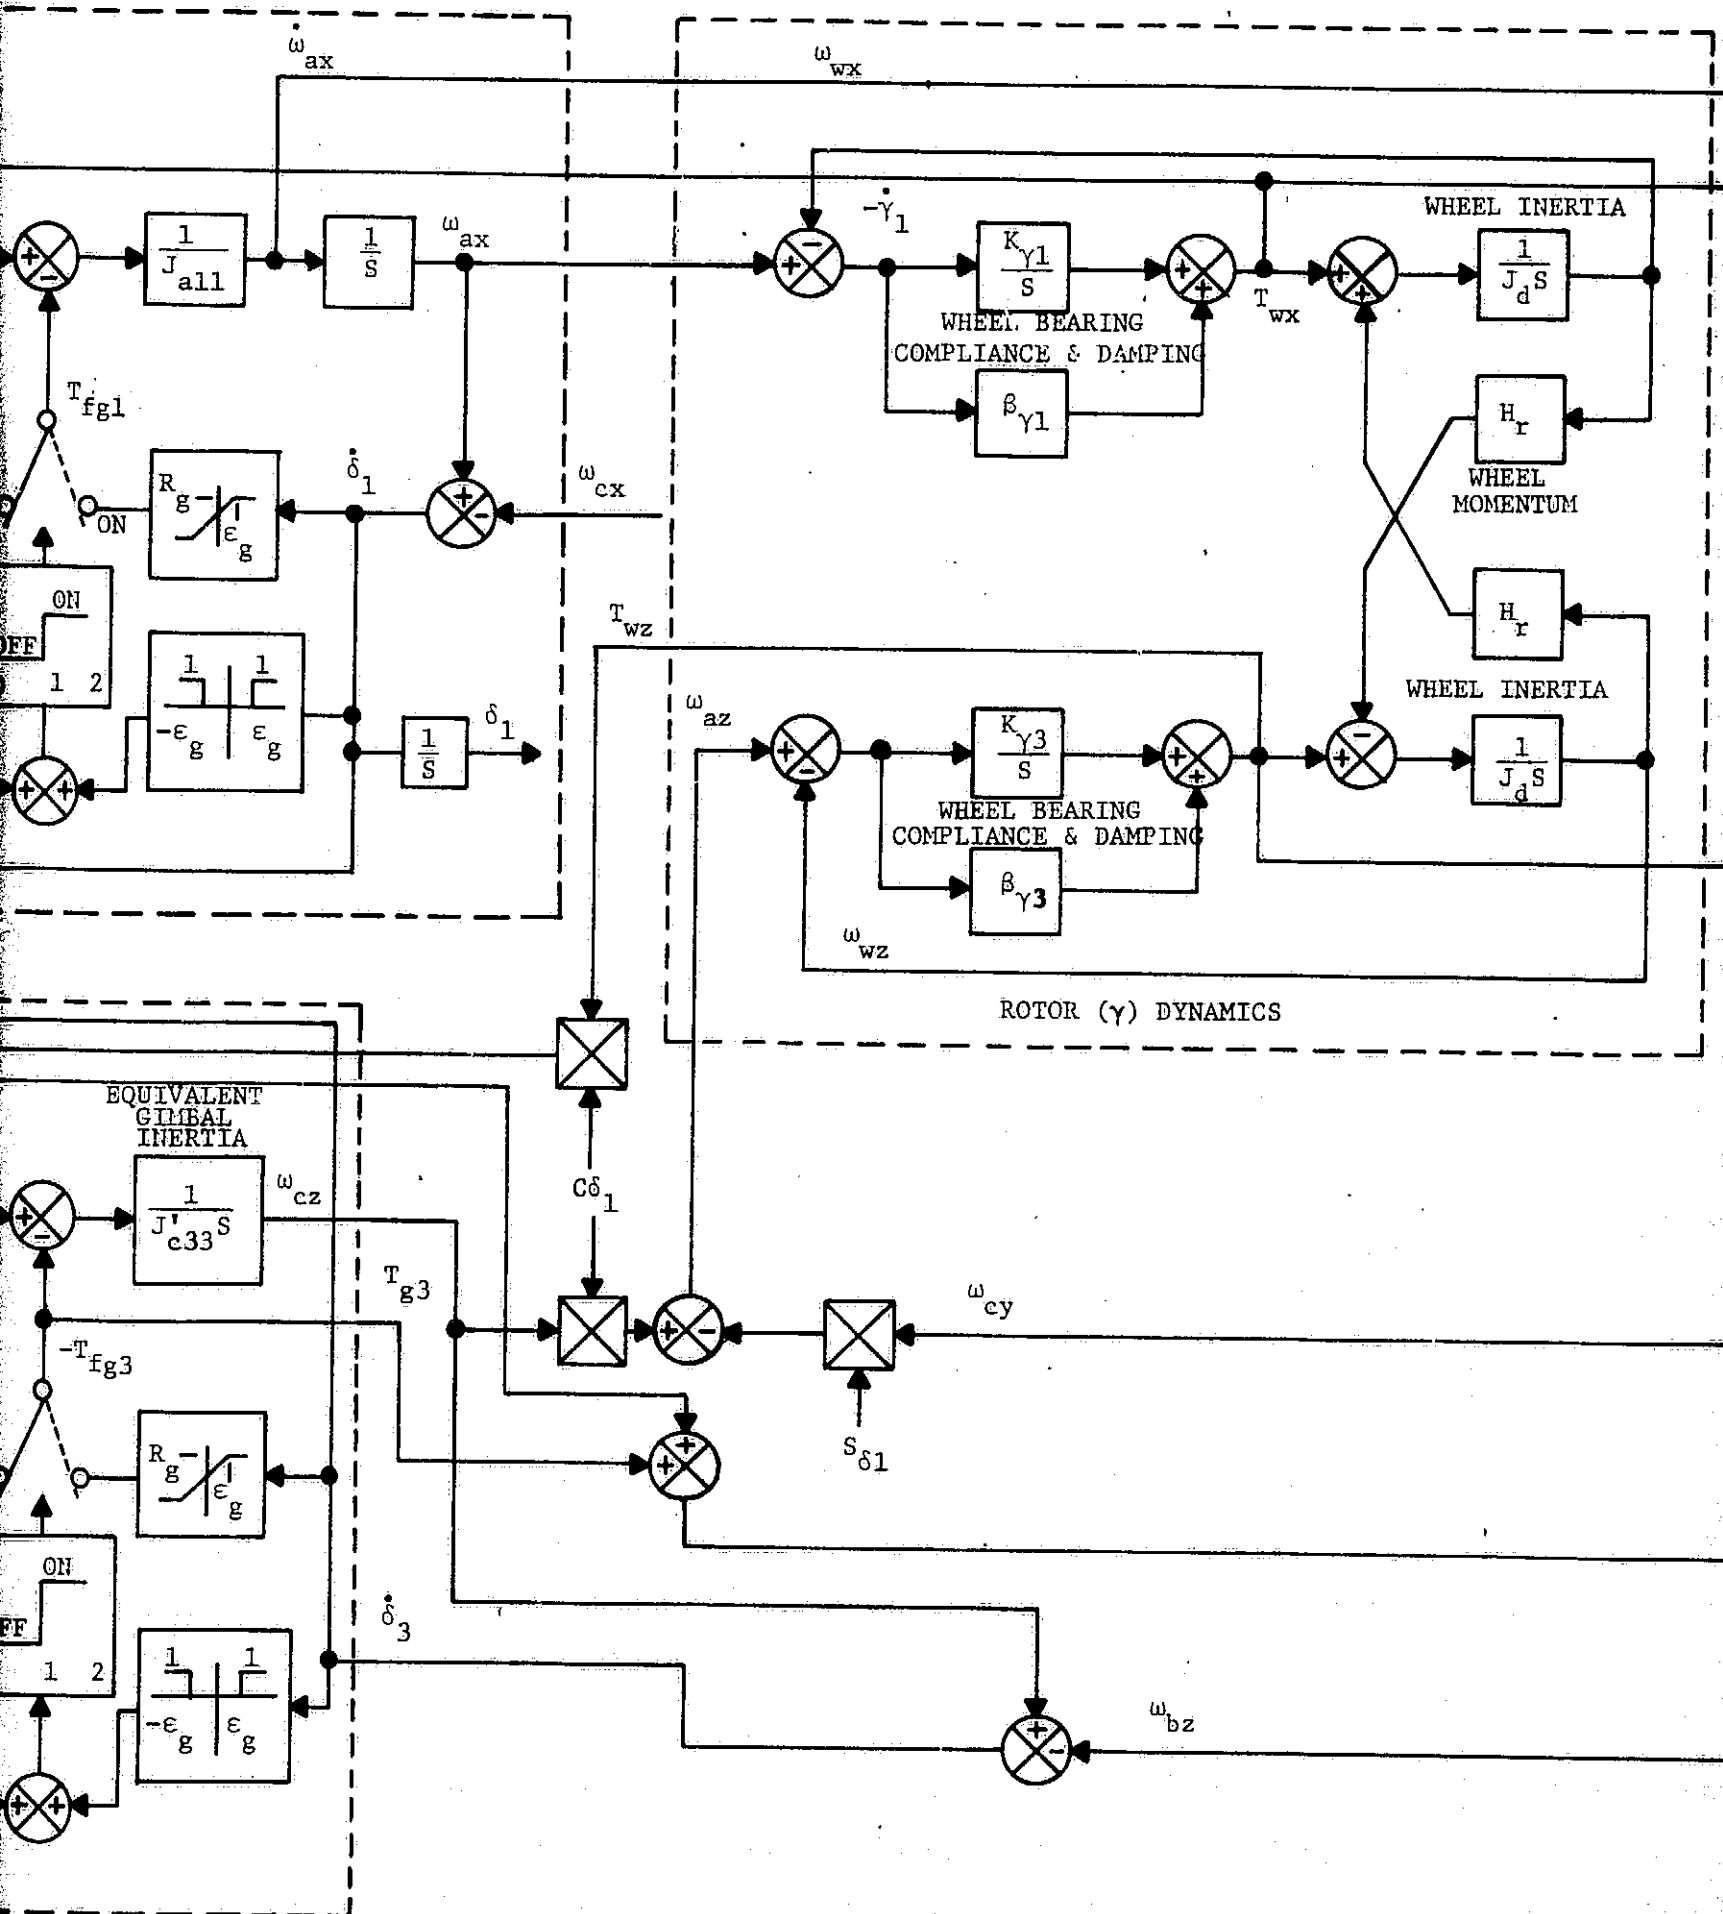 ω̇ax
ωwx
-γ̇1
WHEEL INERTIA
1
Ja11
1
S
ωax
Kγ1
S
Twx
1
JdS
WHEEL BEARING
COMPLIANCE & DAMPING
Tfg1
βγ1
Hr
WHEEL
MOMENTUM
Rg
εg
δ̇1
ωcx
ON
ON
OFF
1 2
Twz
Hr
WHEEL INERTIA
1 1
-εg εg
1
S
δ1
ωaz
Kγ3
S
1
JdS
WHEEL BEARING
COMPLIANCE & DAMPING
βγ3
ωwz
ROTOR (γ) DYNAMICS
EQUIVALENT
GIMBAL
INERTIA
1
J'c33S
ωcz
Cδ1
Tg3
ωcy
-Tfg3
Sδ1
Rg
εg
ON
FF
1 2
δ̇3
1 1
-εg εg
ωbz